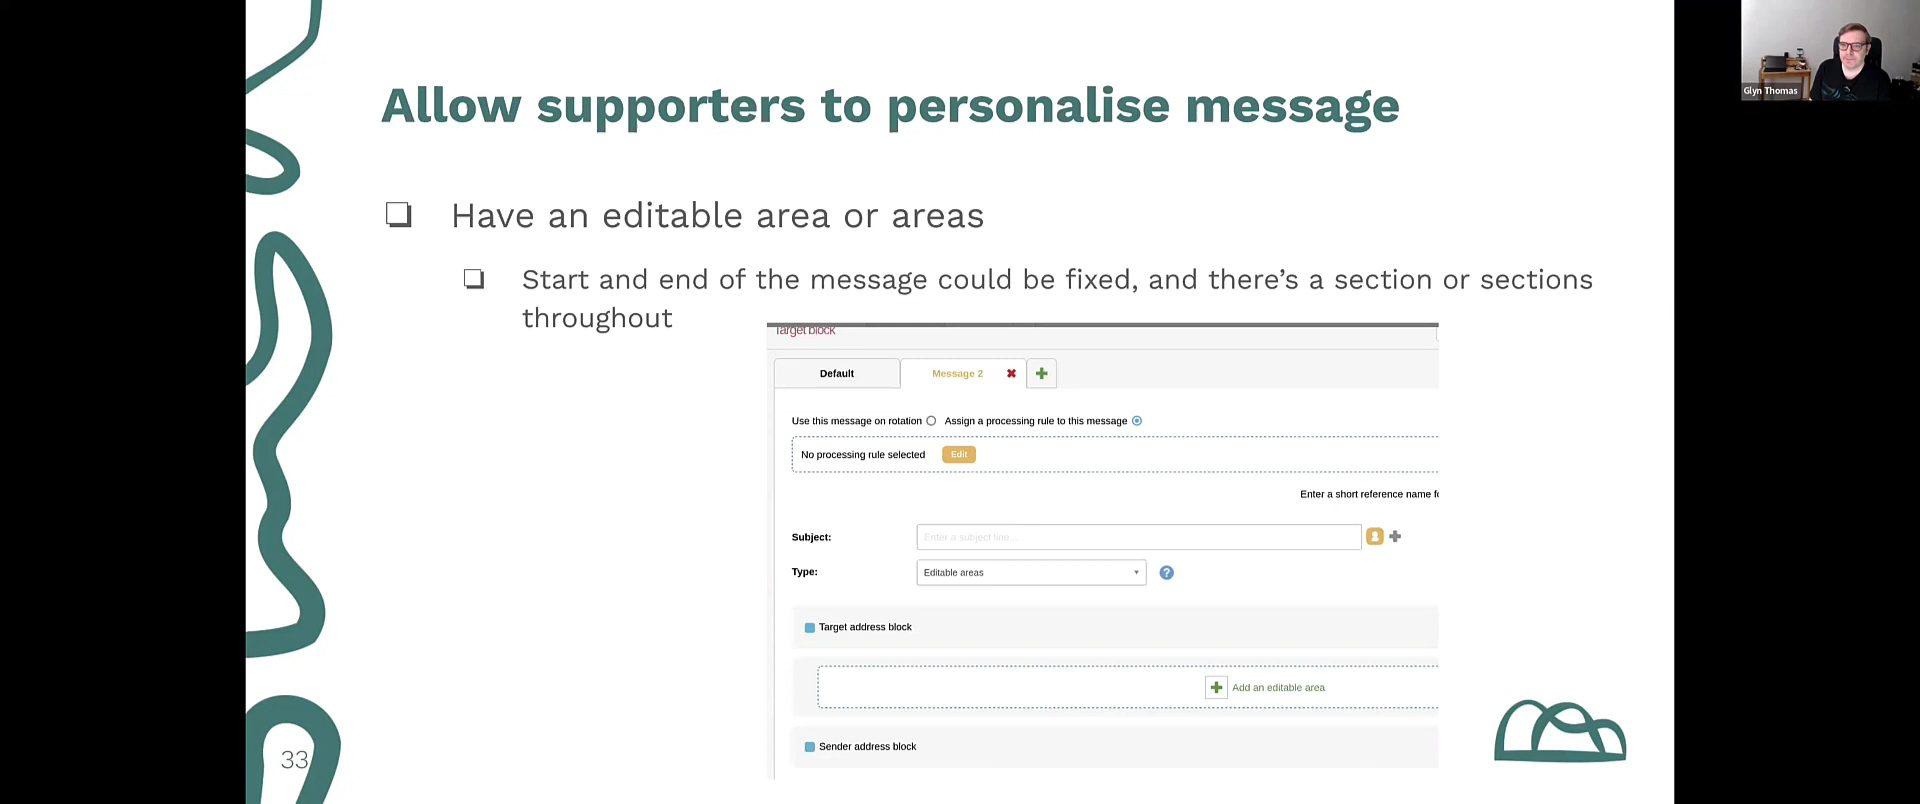 Allow supporters to personalise message
Have an editable area or areas
Start and end of the message could be fixed, and there's a section or sections
throughout
Target block
Default
Message 2
Use this message on rotation
Assign a processing rule to this message
No processing rule selected
Edit
Enter a short reference name fo
Subject:
Enter a subject line...
Type:
Editable areas
?
Target address block
Add an editable area
Sender address block
33
Glyn Thomas